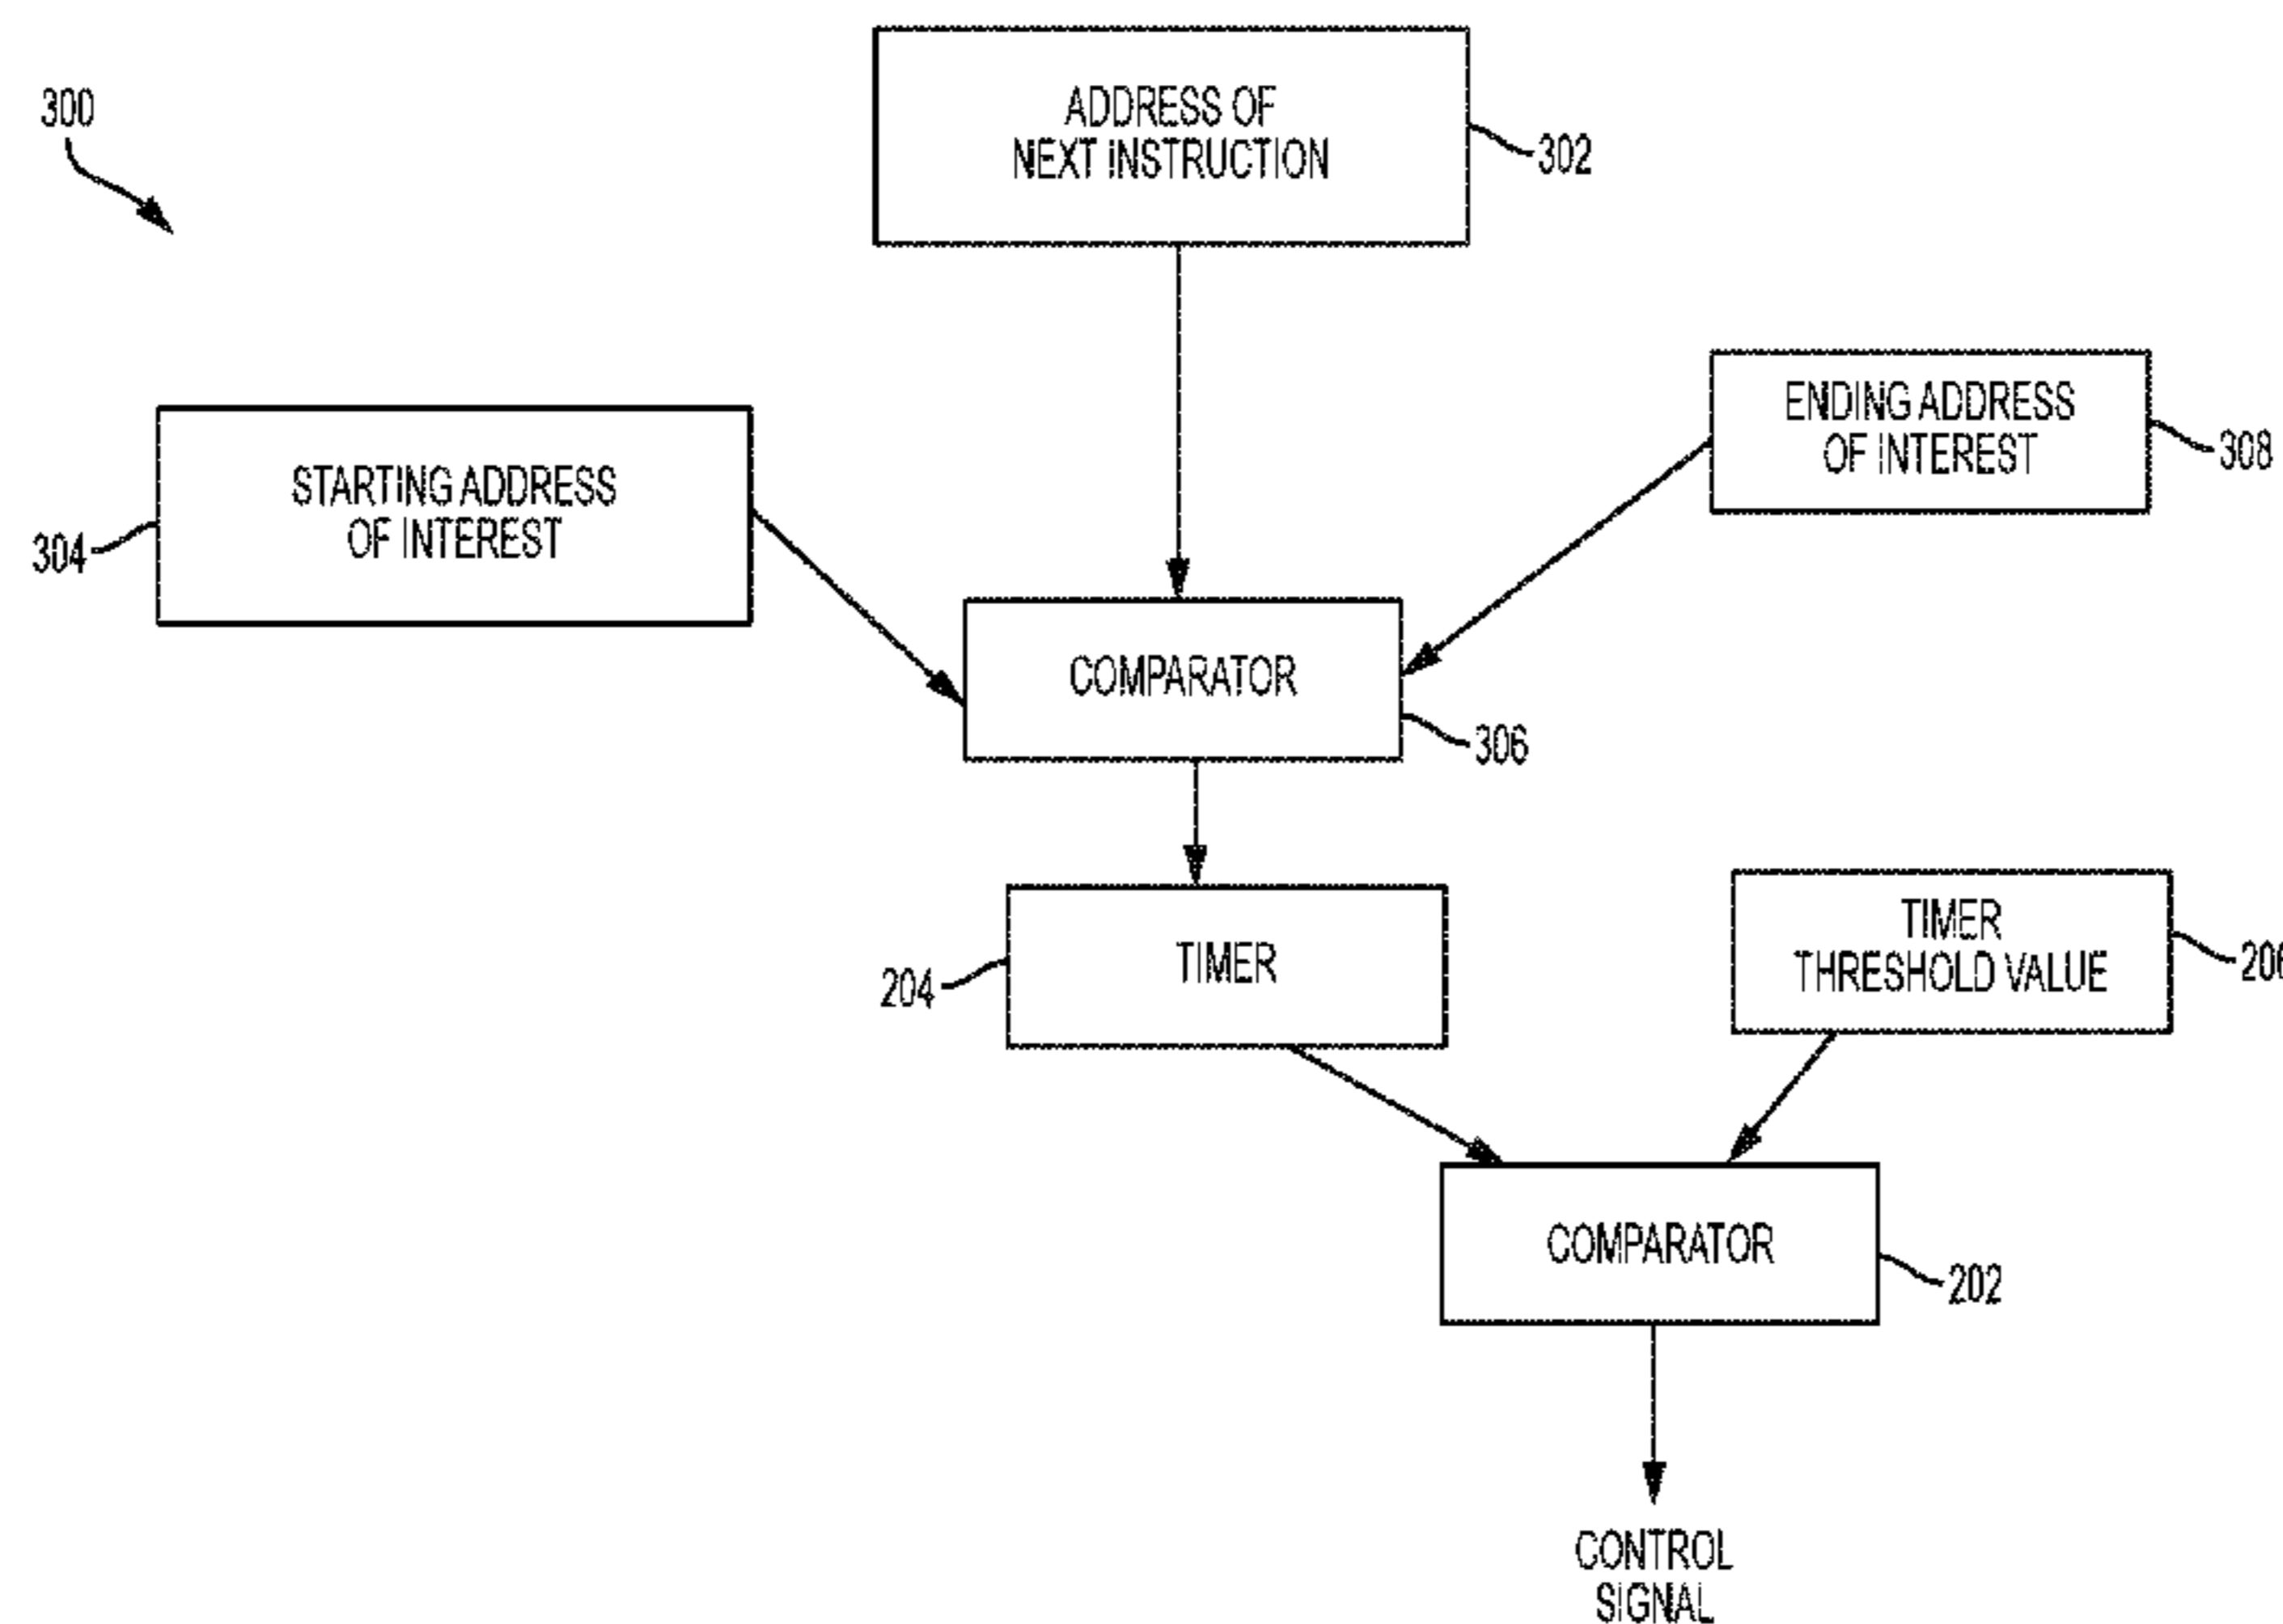 300
ADDRESS OF
NEXT INSTRUCTION
302
STARTING ADDRESS
OF INTEREST
304
ENDING ADDRESS
OF INTEREST
308
COMPARATOR
306
TIMER
204
TIMER
THRESHOLD VALUE
206
COMPARATOR
202
CONTROL
SIGNAL